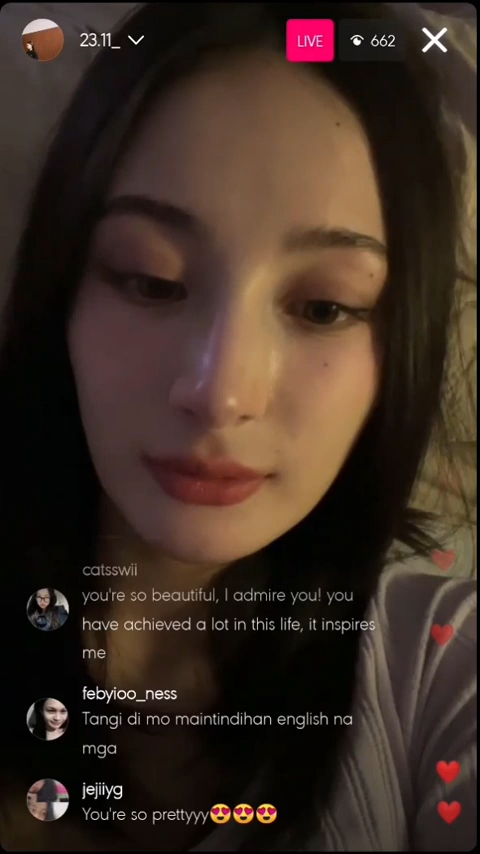 23.11_
LIVE
662
catsswii
you're so beautiful, I admire you! you
have achieved a lot in this life, it inspires
me
febyioo_ness
Tangi di mo maintindihan english na
mga
jejiiyg
You're so prettyyy😍😍😍